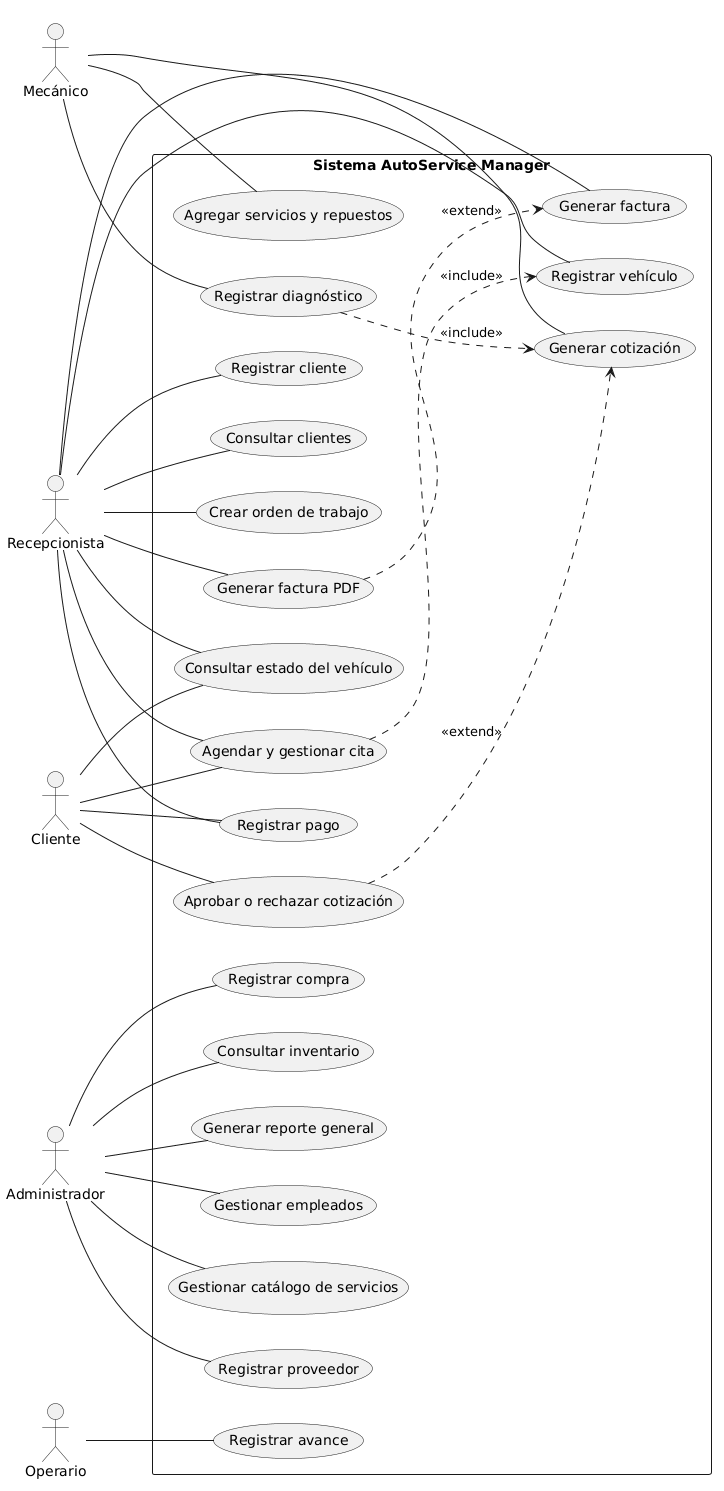 Mecánico
Sistema AutoService Manager
Agregar servicios y repuestos
«extend»
Generar factura
Registrar diagnóstico
«include»
Registrar vehículo
«include»
Generar cotización
Registrar cliente
Consultar clientes
Crear orden de trabajo
Recepcionista
Generar factura PDF
Consultar estado del vehículo
«extend»
Agendar y gestionar cita
Registrar pago
Cliente
Aprobar o rechazar cotización
Registrar compra
Consultar inventario
Generar reporte general
Administrador
Gestionar empleados
Gestionar catálogo de servicios
Registrar proveedor
Registrar avance
Operario